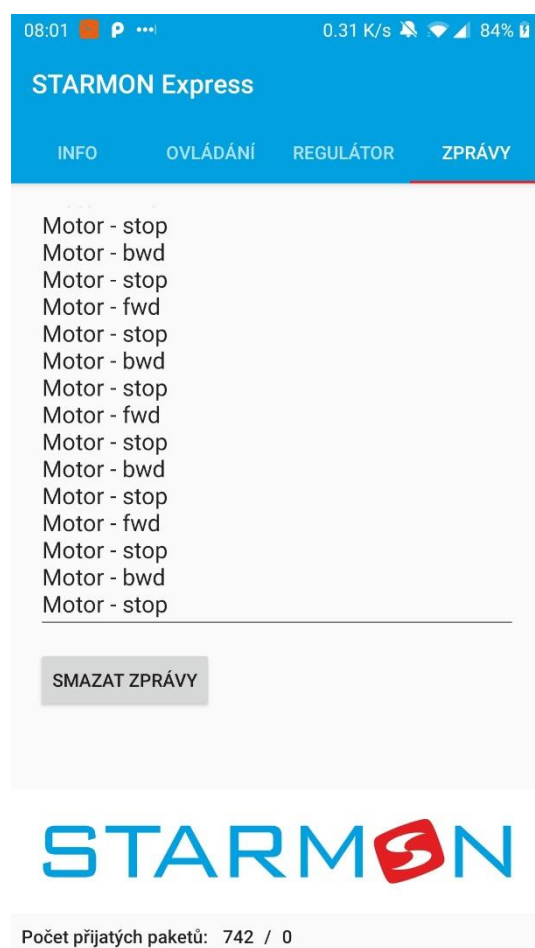 08:01 P 0.31 K/s 84%
STARMON Express
INFO OVLÁDÁNÍ REGULÁTOR ZPRÁVY
Motor - stop
Motor - bwd
Motor - stop
Motor - fwd
Motor - stop
Motor - bwd
Motor - stop
Motor - fwd
Motor - stop
Motor - bwd
Motor - stop
Motor - fwd
Motor - stop
Motor - bwd
Motor - stop
SMAZAT ZPRÁVY
STARMON
Počet přijatých paketů: 742 / 0